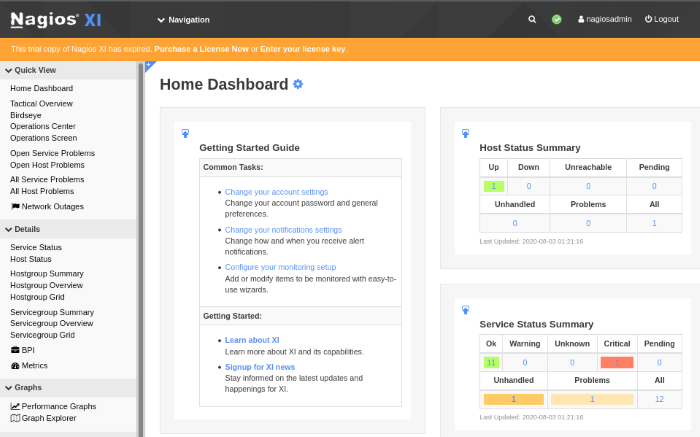 Nagios® XI
Navigation
nagiosadmin
Logout
This trial copy of Nagios XI has expired. Purchase a License Now or Enter your license key.
Quick View
Home Dashboard
Tactical Overview
Birdseye
Operations Center
Operations Screen
Open Service Problems
Open Host Problems
All Service Problems
All Host Problems
Network Outages
Details
Service Status
Host Status
Hostgroup Summary
Hostgroup Overview
Hostgroup Grid
Servicegroup Summary
Servicegroup Overview
Servicegroup Grid
BPI
Metrics
Graphs
Performance Graphs
Graph Explorer
Home Dashboard
Getting Started Guide
Common Tasks:
Change your account settings
Change your account password and general
preferences.
Change your notifications settings
Change how and when you receive alert
notifications.
Configure your monitoring setup
Add or modify items to be monitored with easy-to-
use wizards.
Getting Started:
Learn about XI
Learn more about XI and its capabilities.
Signup for XI news
Stay informed on the latest updates and
happenings for XI.
Host Status Summary
Up Down Unreachable Pending
1 0 0 0
Unhandled Problems All
0 0 1
Last Updated: 2020-08-03 01:21:16
Service Status Summary
Ok Warning Unknown Critical Pending
11 0 0 1 0
Unhandled Problems All
1 1 12
Last Updated: 2020-08-03 01:21:16